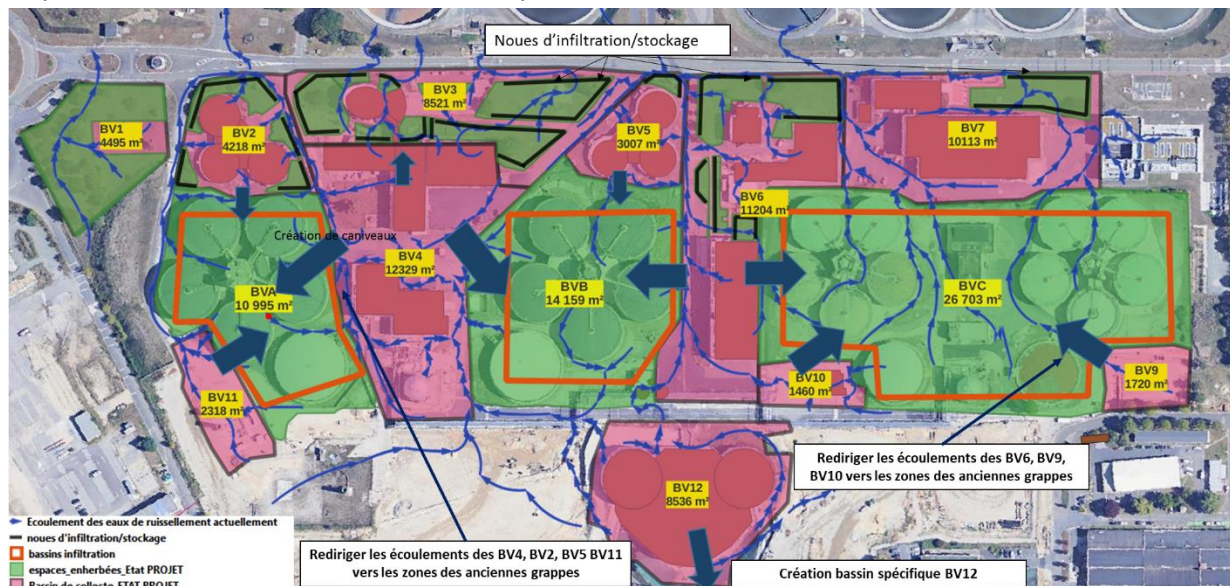 Noues d'infiltration/stockage
BV1
4495 m²
BV2
4218 m²
BV3
8521 m²
BV5
3007 m²
BV7
10113 m²
BV6
11204 m²
Création de caniveaux
BVA
10 995 m²
BV4
12329 m²
BVB
14 159 m²
BVC
26 703 m²
BV11
2318 m²
BV10
1460 m²
BV9
1720 m²
Rediriger les écoulements des BV6, BV9,
BV10 vers les zones des anciennes grappes
BV12
8536 m²
Ecoulement des eaux de ruissellement actuellement
noues d'infiltration/stockage
bassins infiltration
espaces_enherbées_Etat PROJET
Bassin de collecte_ETAT PROJET
Rediriger les écoulements des BV4, BV2, BV5 BV11
vers les zones des anciennes grappes
Création bassin spécifique BV12